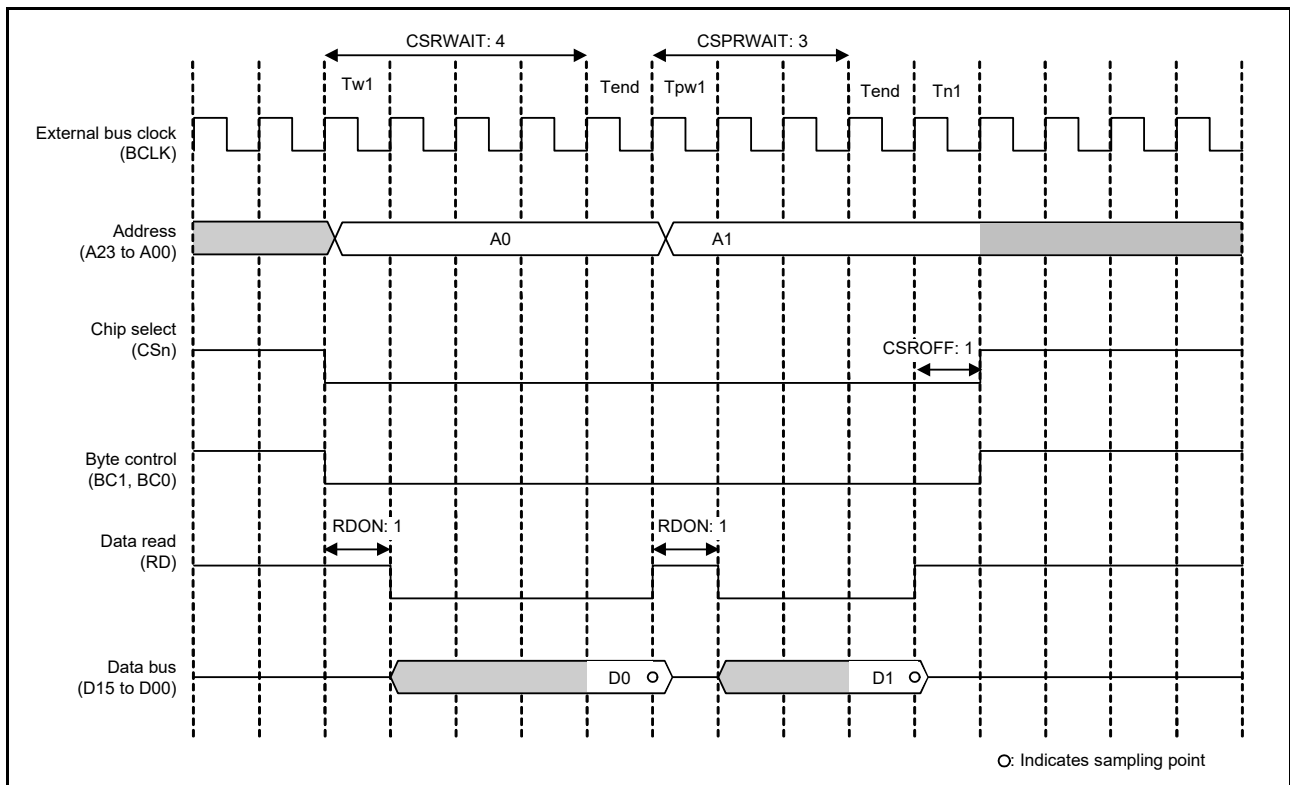 CSRWAIT: 4
CSPRWAIT: 3
Tw1
Tend
Tpw1
Tend
Tn1
External bus clock
(BCLK)
Address
(A23 to A00)
A0
A1
Chip select
(CSn)
CSROFF: 1
Byte control
(BC1, BC0)
RDON: 1
RDON: 1
Data read
(RD)
Data bus
(D15 to D00)
D0
D1
: Indicates sampling point